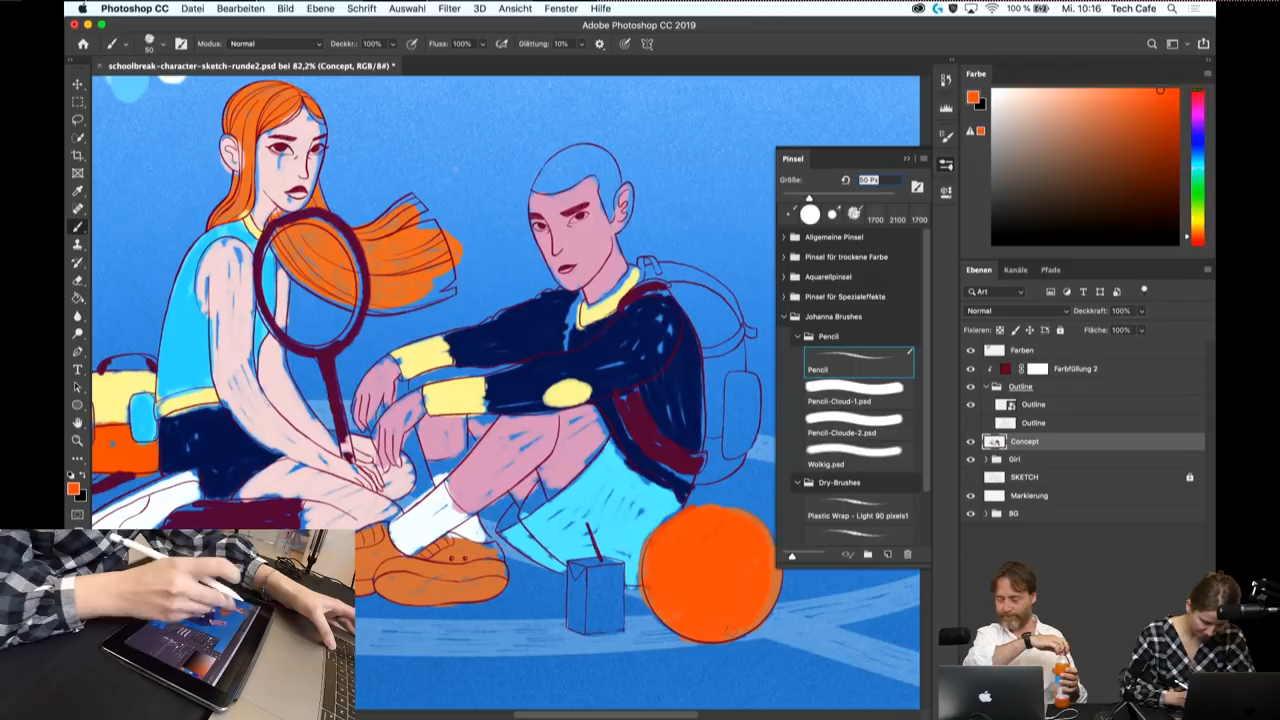 Photoshop CC Datei Bearbeiten Bild Ebene Schrift Auswahl Filter 3D Ansicht Fenster Hilfe 100 % Mi. 10:16 Tech Cafe
Adobe Photoshop CC 2019
50 Modus: Normal Deckkr.: 100% Fluss: 100% Glättung: 10%
schoolbreak-character-sketch-runde2.psd bei 82,2% (Concept, RGB/8#) *
Pinsel
Größe: 50 Px
1700 2100 1700
Allgemeine Pinsel
Pinsel für trockene Farbe
Aquarellpinsel
Pinsel für Spezialeffekte
Johanna Brushes
Pencil
Pencil
Pencil-Cloud-1.psd
Pencil-Cloude-2.psd
Wolkig.psd
Dry-Brushes
Plastic Wrap - Light 90 pixels1
Farbe
Ebenen Kanäle Pfade
Art
Normal Deckkraft: 100%
Fixieren: Fläche: 100%
Farben
Farbfüllung 2
Outline
Outline
Outline
Concept
Girl
SKETCH
Markierung
BG